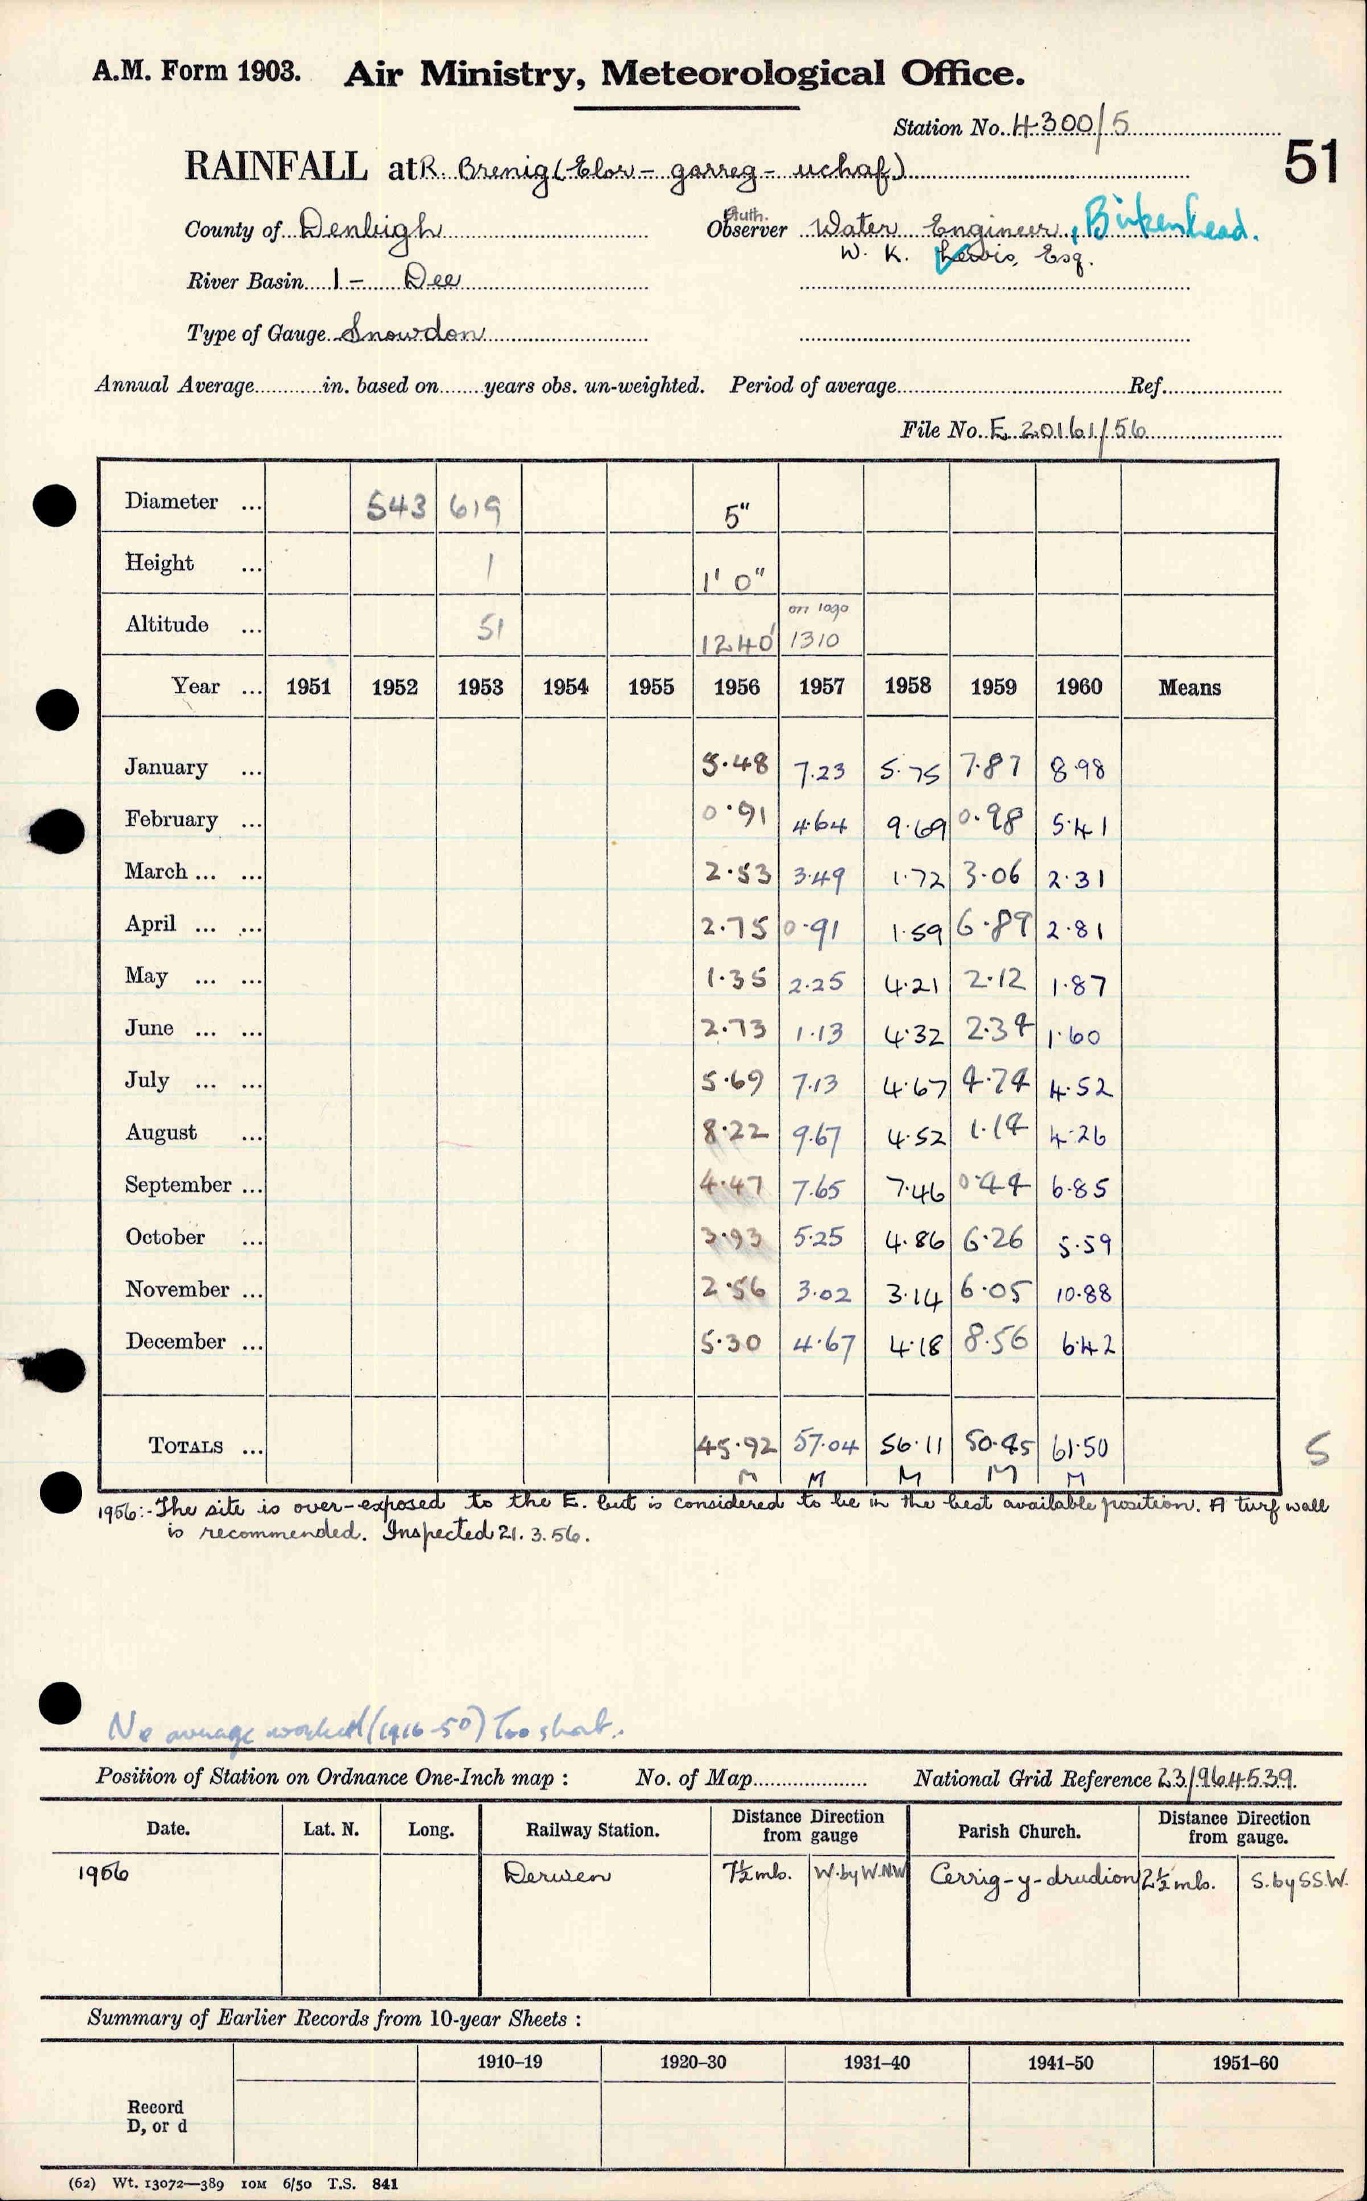 A.M. Form 1903. Air Ministry, Meteorological Office.
Station No. 4300/5
51
RAINFALL at R. Brenig (Elor-garreg-uchaf)
County of Denbigh Auth. Observer Water Engineer, Birkenhead.
W. K. Lewis, Esq.
River Basin 1 - Dee
Type of Gauge Snowdon
Annual Average in. based on years obs. un-weighted. Period of average Ref.
File No. E 20161/56
Diameter ... 543 619 5"
Height ... 1 1' 0"
Altitude ... 51 1240' 1310
Year ... 1951 1952 1953 1954 1955 1956 1957 1958 1959 1960 Means
January ... 5.48 7.23 5.75 7.87 8.98
February ... 0.91 4.64 9.69 0.98 5.41
March ... ... 2.53 3.49 1.72 3.06 2.31
April ... ... 2.75 0.91 1.59 6.89 2.81
May ... ... 1.35 2.25 4.21 2.12 1.87
June ... ... 2.73 1.13 4.32 2.34 1.60
July ... ... 5.69 7.13 4.67 4.74 4.52
August ... 8.22 9.67 4.52 1.14 4.26
September ... 4.47 7.65 7.46 0.44 6.85
October ... 3.93 5.25 4.86 6.26 5.59
November ... 2.56 3.02 3.14 6.05 10.88
December ... 5.30 4.67 4.18 8.56 6.42
TOTALS ... 45.92 57.04 56.11 50.45 61.50 5
M M M M M
1956:- The site is over-exposed to the E. but is considered to be in the best available position. A turf wall
is recommended. Inspected 21.3.56.
No average worked (1916-50) Too short.
Position of Station on Ordnance One-Inch map : No. of Map National Grid Reference 23/964539.
Date. Lat. N. Long. Railway Station. Distance Direction from gauge Parish Church. Distance Direction from gauge.
1956 Derwen 7½ mls. W. by W.N.W Cerrig-y-drudion 2½ mls. S. by SS.W.
Summary of Earlier Records from 10-year Sheets :
1910–19 1920–30 1931–40 1941–50 1951–60
Record
D, or d
(62) Wt. 13072—389 10M 6/50 T.S. 841